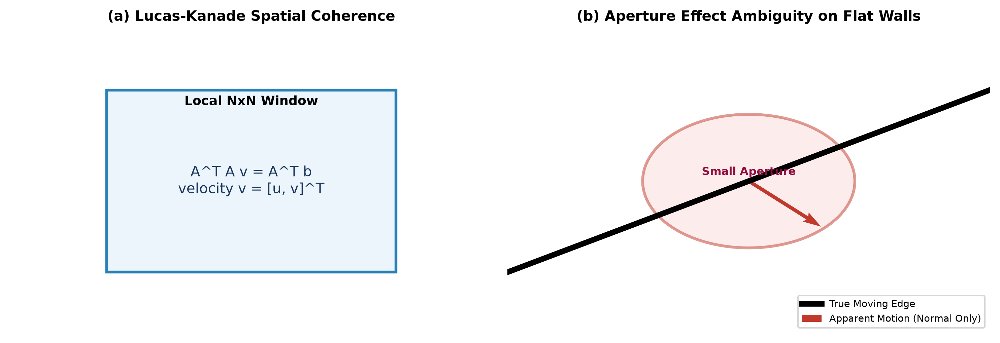 (a) Lucas-Kanade Spatial Coherence
Local NxN Window
A^T A v = A^T b
velocity v = [u, v]^T
(b) Aperture Effect Ambiguity on Flat Walls
Small Aperture
True Moving Edge
Apparent Motion (Normal Only)